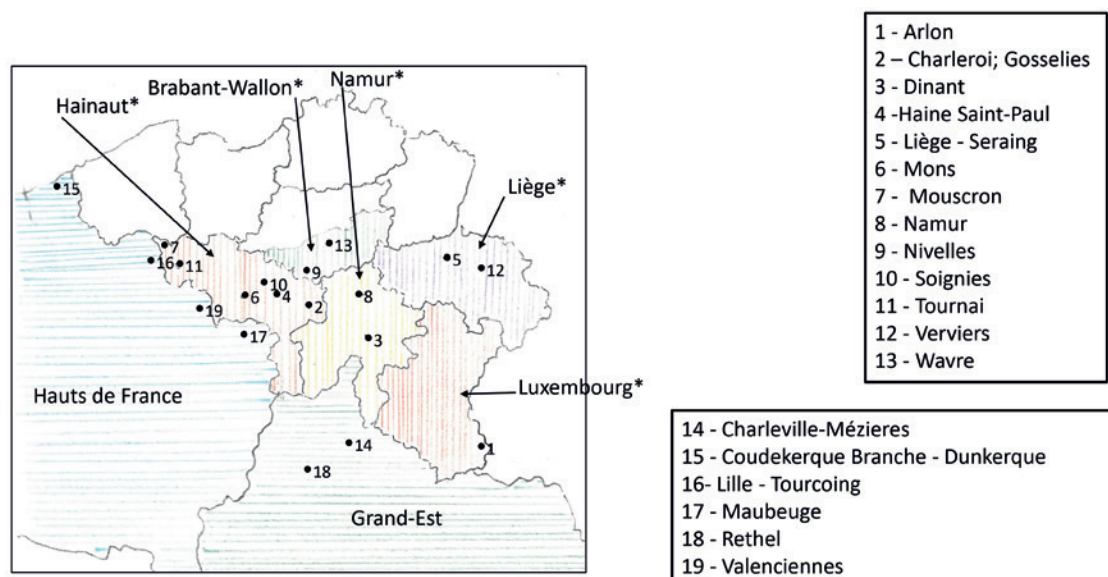 Hainaut*
Brabant-Wallon*
Namur*
Liège*
Luxembourg*
Hauts de France
Grand-Est
15
7
16
11
19
17
6
10
4
9
2
13
8
3
5
12
1
14
18
1 - Arlon
2 – Charleroi; Gosselies
3 - Dinant
4 -Haine Saint-Paul
5 - Liège - Seraing
6 - Mons
7 -  Mouscron
8 - Namur
9 - Nivelles
10 - Soignies
11 - Tournai
12 - Verviers
13 - Wavre
14 - Charleville-Mézieres
15 - Coudekerque Branche - Dunkerque
16- Lille - Tourcoing
17 - Maubeuge
18 - Rethel
19 - Valenciennes